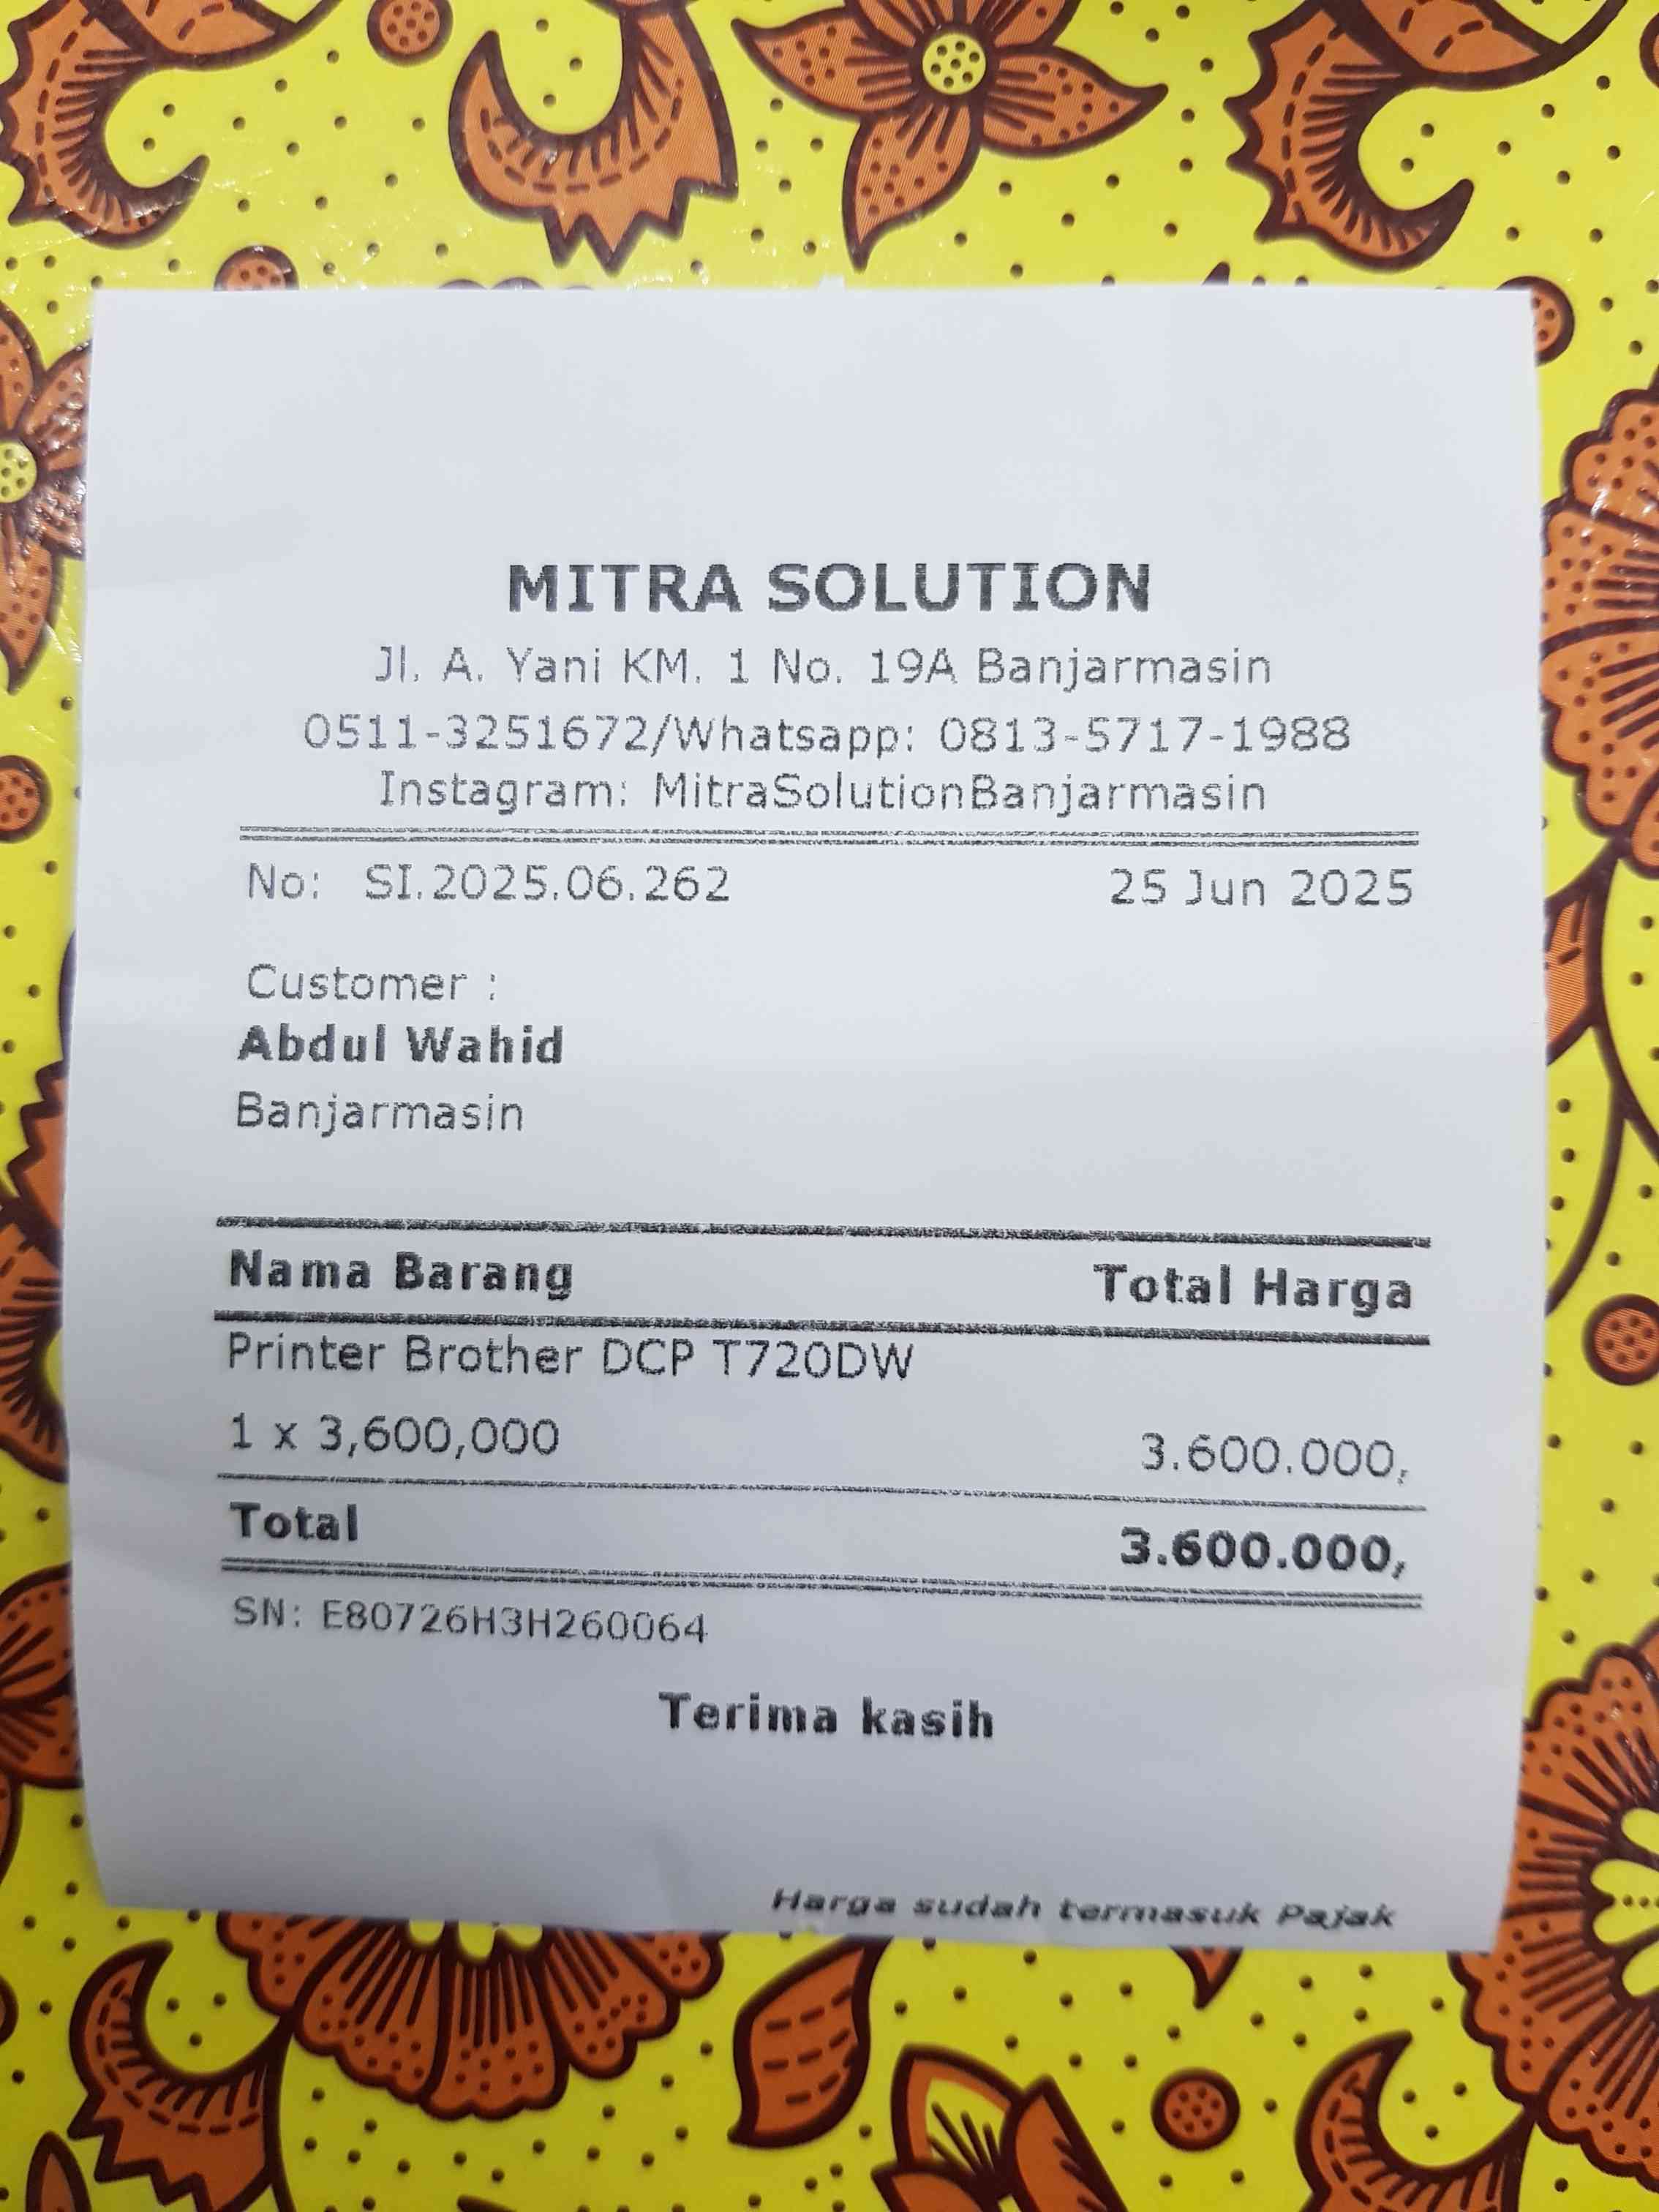 MITRA SOLUTION
Jl. A. Yani KM. 1 No. 19A Banjarmasin
0511-3251672/Whatsapp: 0813-5717-1988
Instagram: MitraSolutionBanjarmasin
No: SI.2025.06.262 25 Jun 2025
Customer :
Abdul Wahid
Banjarmasin
Nama Barang Total Harga
Printer Brother DCP T720DW
1 x 3,600,000 3.600.000,
Total 3.600.000,
SN: E80726H3H260064
Terima kasih
Harga sudah termasuk Pajak